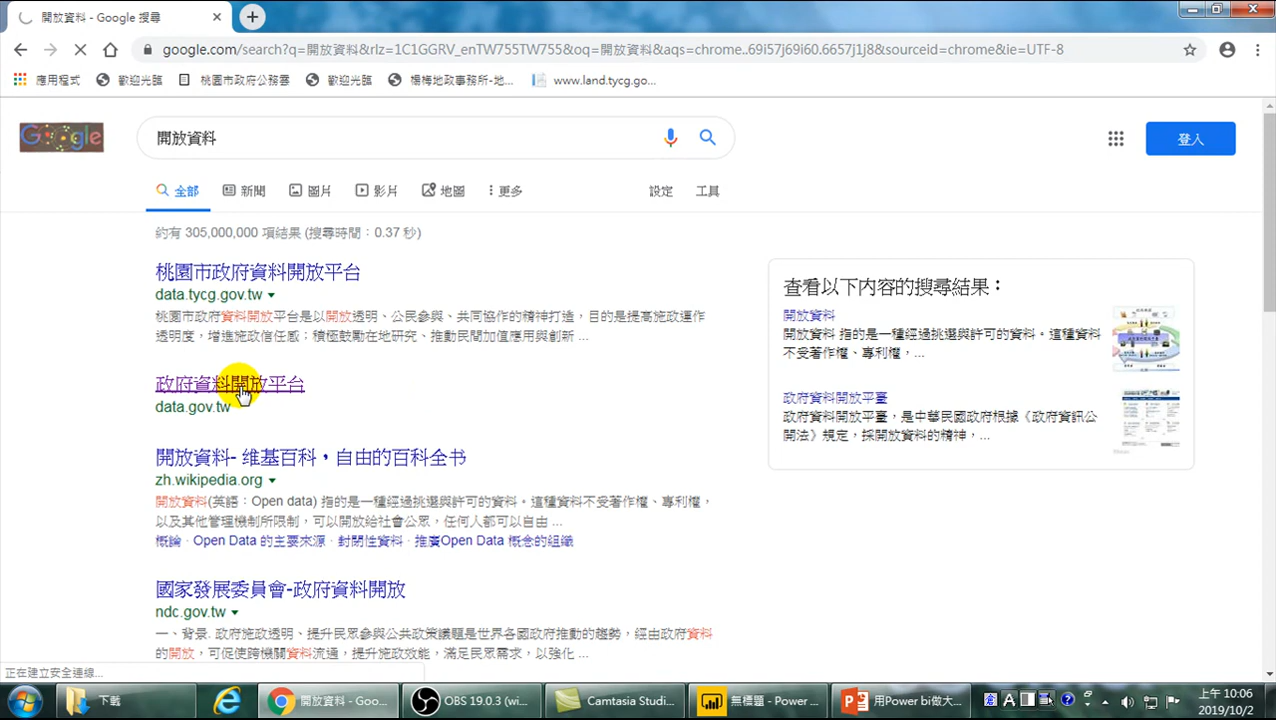 開放資料 - Google 搜尋
google.com/search?q=開放資料&rlz=1C1GGRV_enTW755TW755&oq=開放資料&aqs=chrome..69i57j69i60.6657j1j8&sourceid=chrome&ie=UTF-8
應用程式 歡迎光臨 桃園市政府公務雲 歡迎光臨 楊梅地政事務所-地... www.land.tycg.go...
Google 開放資料 登入
全部 新聞 圖片 影片 地圖 更多 設定 工具
約有 305,000,000 項結果 (搜尋時間：0.37 秒)
桃園市政府資料開放平台
data.tycg.gov.tw
桃園市政府資料開放平台是以開放透明、公民參與、共同協作的精神打造，目的是提高施政運作
透明度，增進施政信任感；積極鼓勵在地研究、推動民間加值應用與創新 ...
政府資料開放平台
data.gov.tw
開放資料- 维基百科，自由的百科全书
zh.wikipedia.org
開放資料(英語：Open data) 指的是一種經過挑選與許可的資料。這種資料不受著作權、專利權，
以及其他管理機制所限制，可以開放給社會公眾，任何人都可以自由 ...
概論 · Open Data 的主要來源 · 封閉性資料 · 推廣Open Data 概念的組織
國家發展委員會-政府資料開放
ndc.gov.tw
一、背景. 政府施政透明、提升民眾參與公共政策議題是世界各國政府推動的趨勢，經由政府資料
的開放，可促使跨機關資料流通，提升施政效能，滿足民眾需求，以強化 ...
查看以下內容的搜尋結果：
開放資料
開放資料 指的是一種經過挑選與許可的資料。這種資料
不受著作權、專利權，...
政府資料開放平臺
政府資料開放平臺，是中華民國政府根據《政府資訊公
開法》規定，採開放資料的精神，...
正在建立安全連線...
下載 開放資料 - Goo... OBS 19.0.3 (wi... Camtasia Studi... 無標題 - Power ... 用Power bi做大... 上午 10:06
2019/10/2